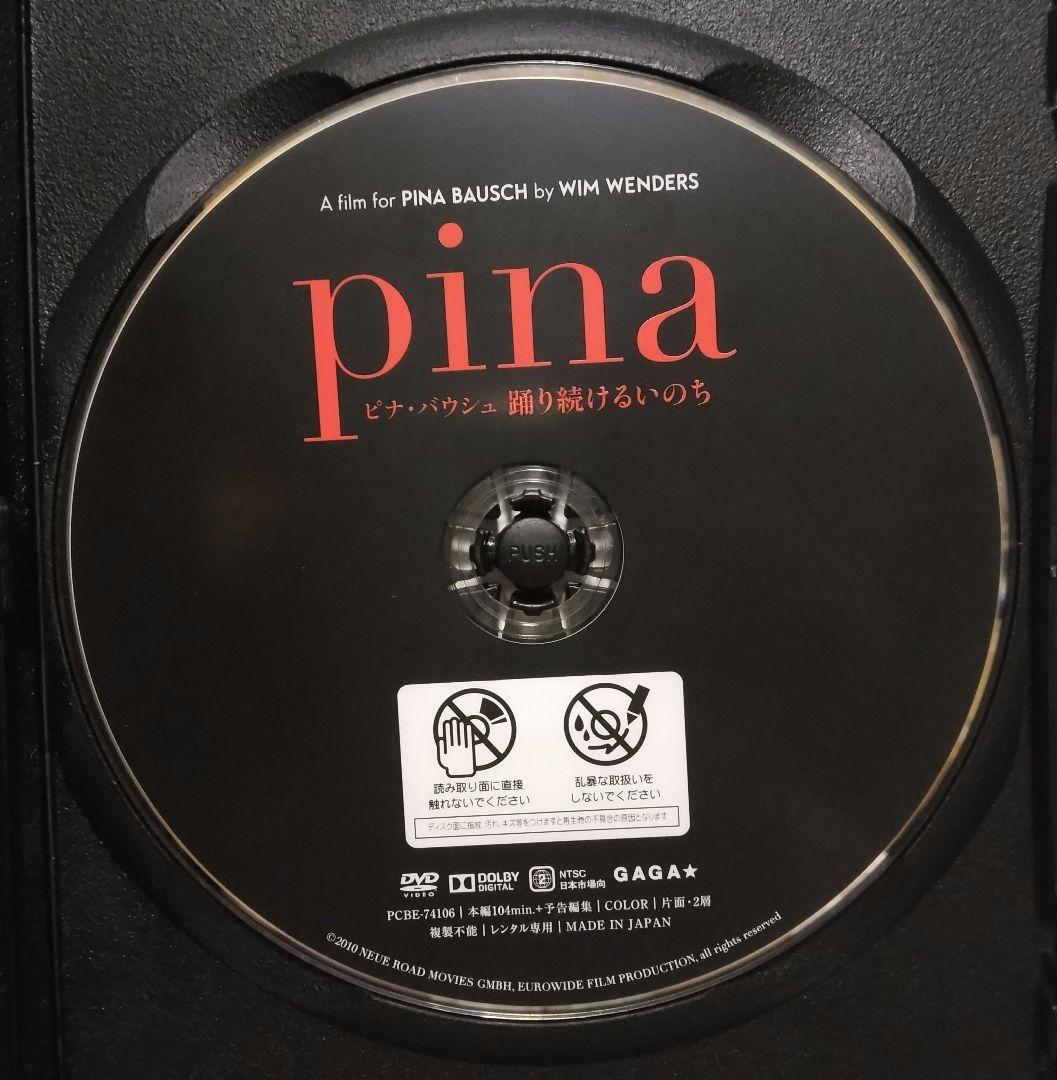 A film for PINA BAUSCH by WIM WENDERS
pina
ピナ・バウシュ 踊り続けるいのち
PUSH
読み取り面に直接
触れないでください
乱暴な取扱いを
しないでください
ディスク面に指紋、汚れ、キズ等をつけますと再生時の不具合の原因となります
DVD VIDEO
DOLBY DIGITAL
2
NTSC 日本市場向
GAGA★
PCBE-74106 | 本編104min.+予告編集 | COLOR | 片面・2層
複製不能 | レンタル専用 | MADE IN JAPAN
©2010 NEUE ROAD MOVIES GMBH, EUROWIDE FILM PRODUCTION, all rights reserved